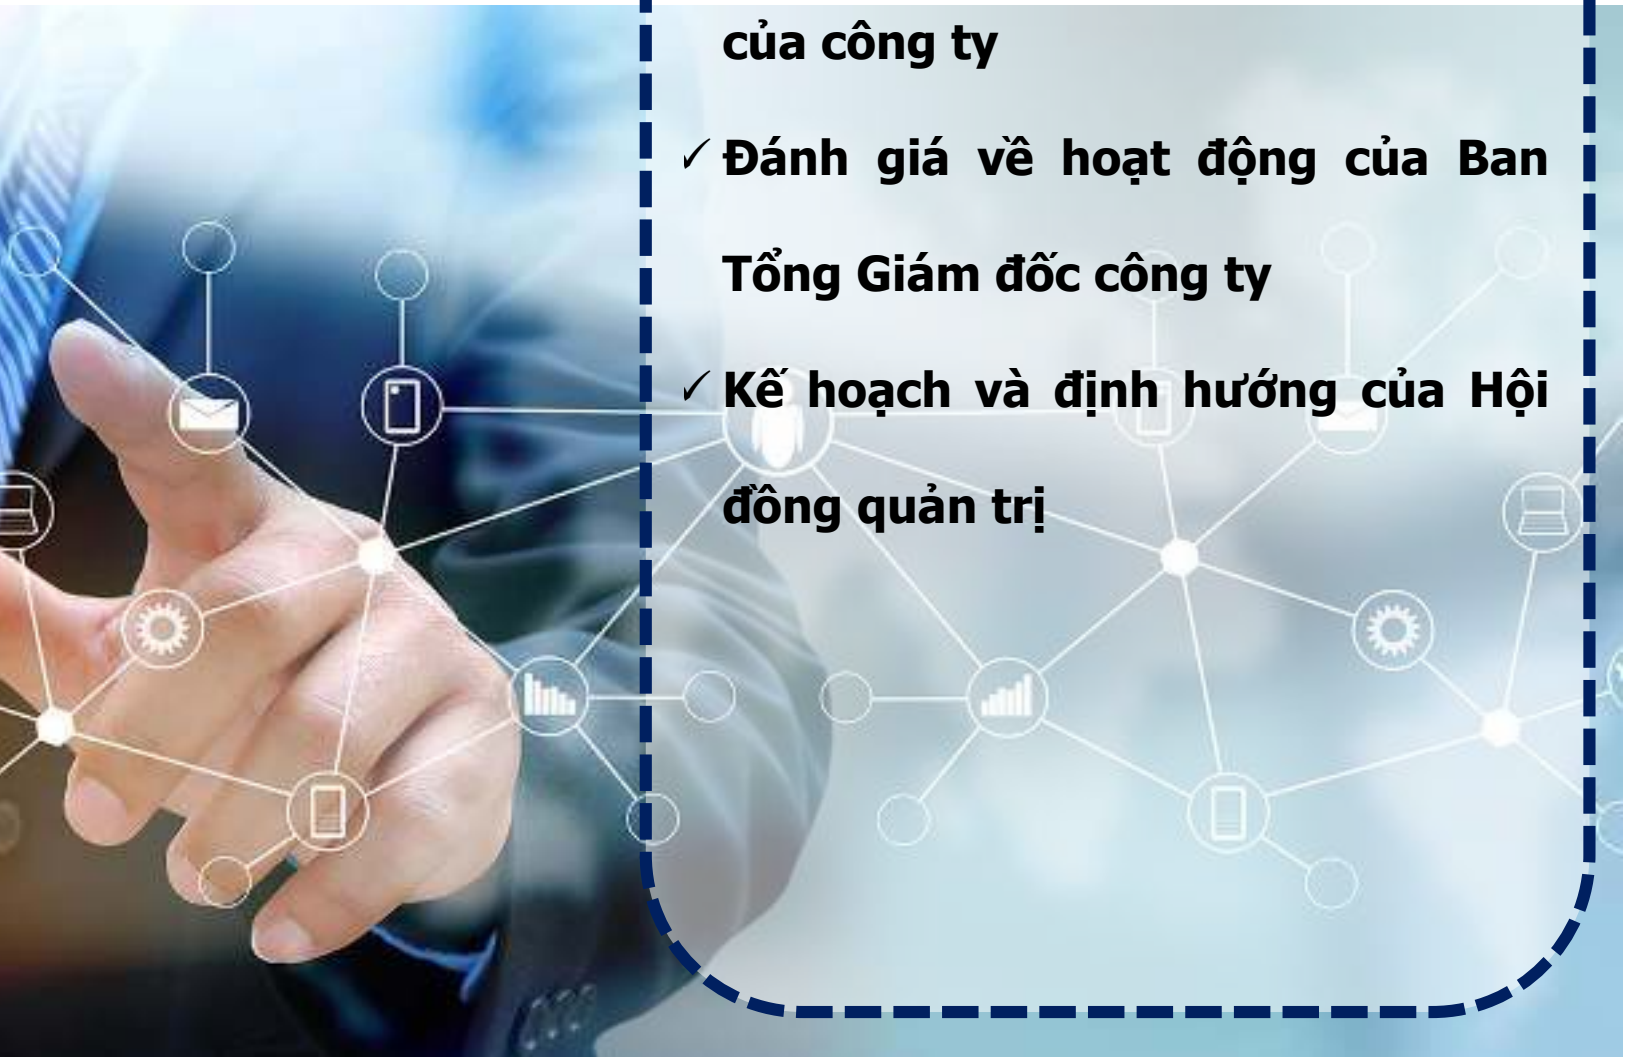 của công ty
✓ Đánh giá về hoạt động của Ban
Tổng Giám đốc công ty
✓ Kế hoạch và định hướng của Hội
đồng quản trị